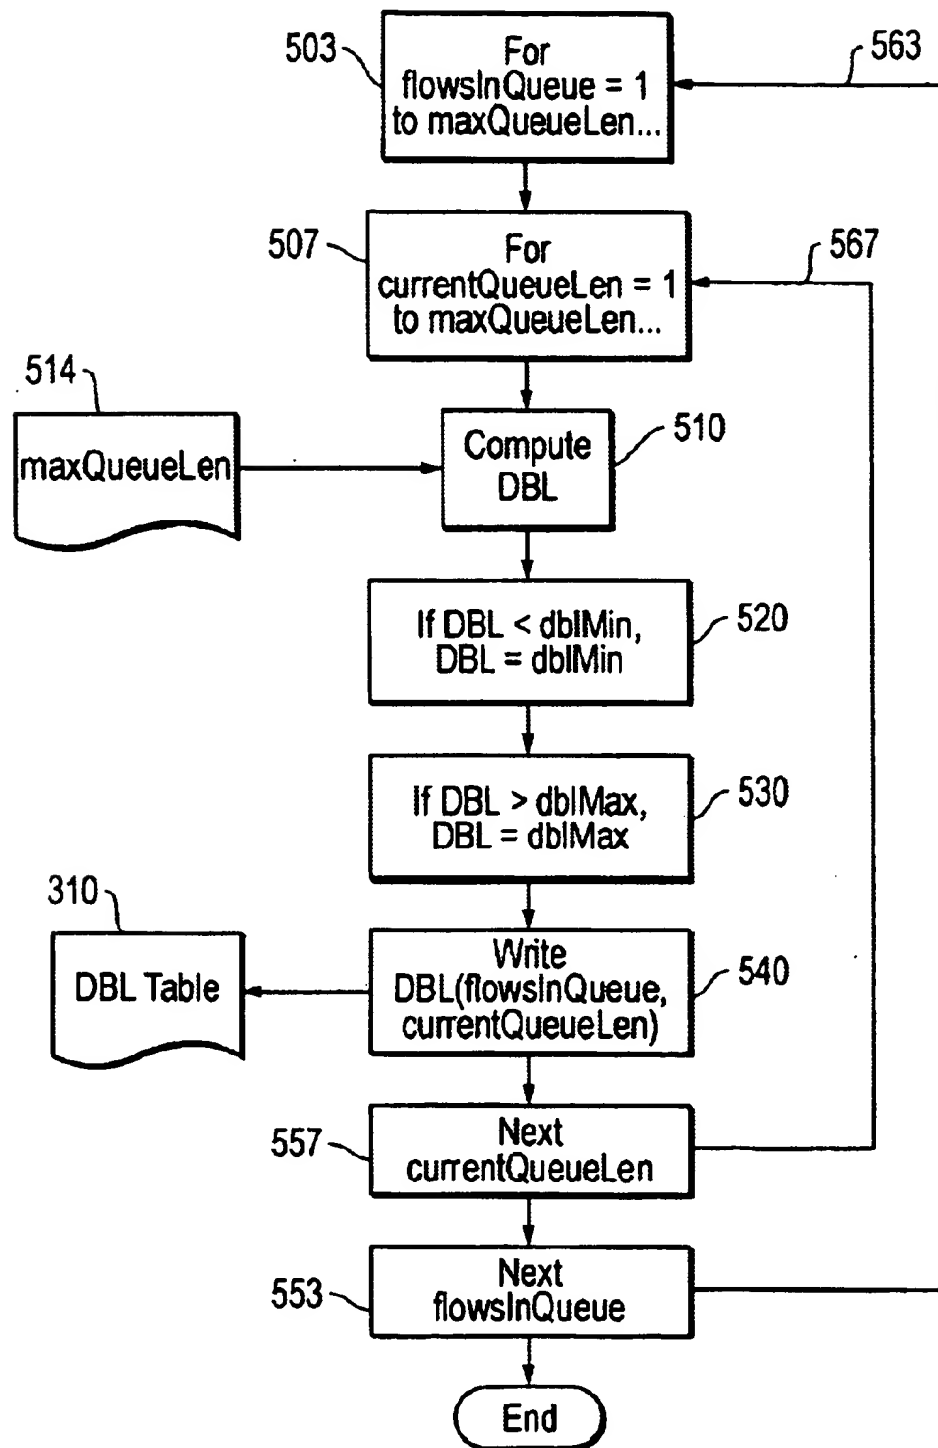 503
For
flowsInQueue = 1
to maxQueueLen...
563
507
For
currentQueueLen = 1
to maxQueueLen...
567
514
maxQueueLen
Compute
DBL
510
If DBL < dblMin,
DBL = dblMin
520
If DBL > dblMax,
DBL = dblMax
530
310
DBL Table
Write
DBL(flowsInQueue,
currentQueueLen)
540
557
Next
currentQueueLen
553
Next
flowsInQueue
End